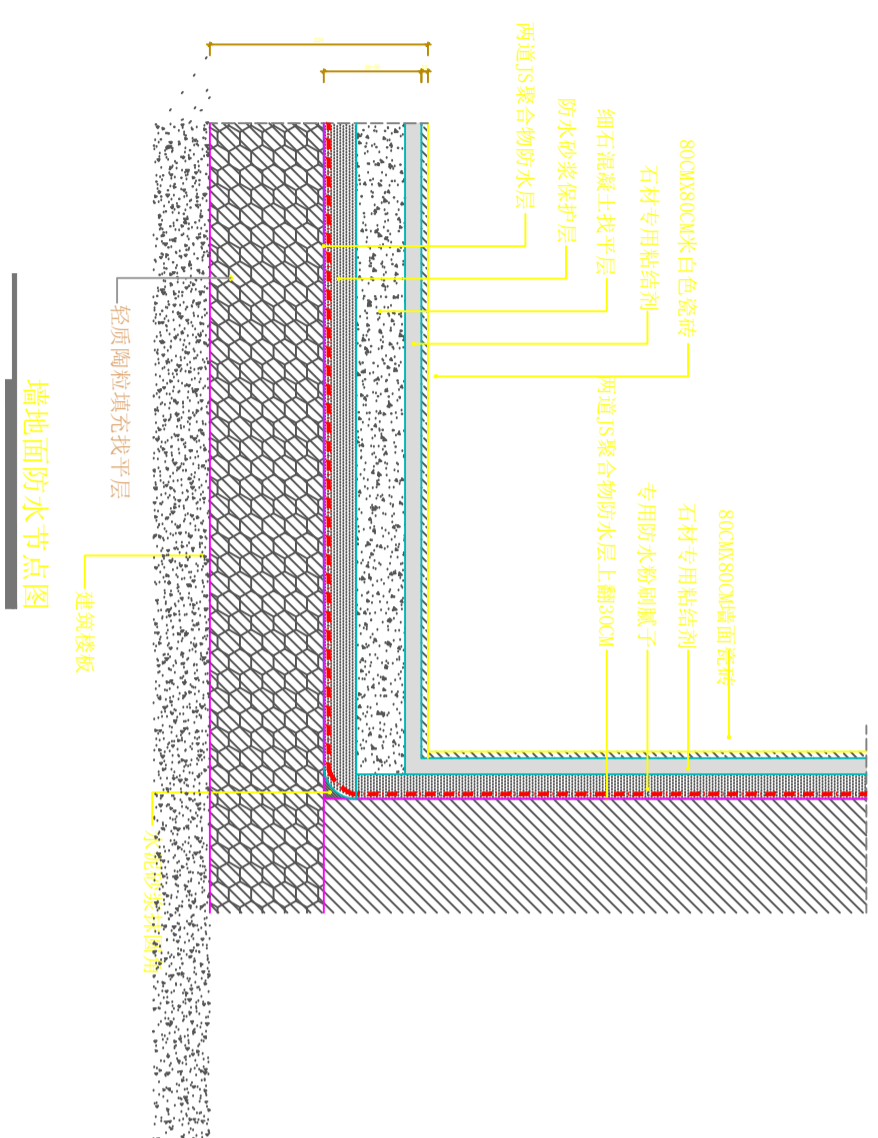 80CMX80CM米白色瓷砖
石材专用粘结剂
细石混凝土找平层
防水砂浆保护层
两道JS聚合物防水层
80CMX80CM墙面瓷砖
石材专用粘结剂
专用防水粉刷腻子
两道JS聚合物防水层上翻30CM
水泥砂浆抹圆角
轻质陶粒填充找平层
建筑楼板
墙地面防水节点图